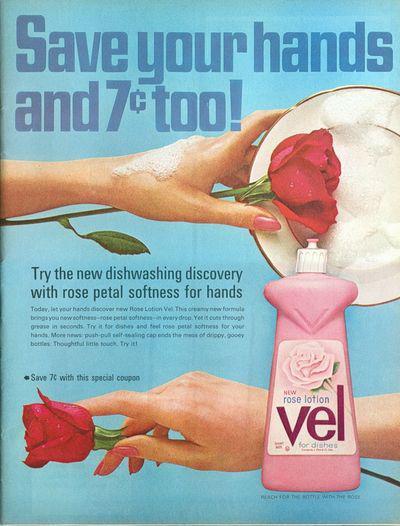 Save your hands
and 7¢ too!
Try the new dishwashing discovery
with rose petal softness for hands
Today, let your hands discover new Rose Lotion Vel. This creamy new formula
brings you new softness–rose petal softness–in every drop. Yet it cuts through
grease in seconds. Try it for dishes and feel rose petal softness for your
hands. More news: push-pull self-sealing cap ends the mess of drippy, gooey
bottles. Thoughtful little touch. Try it!
Save 7¢ with this special coupon
NEW
rose lotion
vel
for dishes
REACH FOR THE BOTTLE WITH THE ROSE